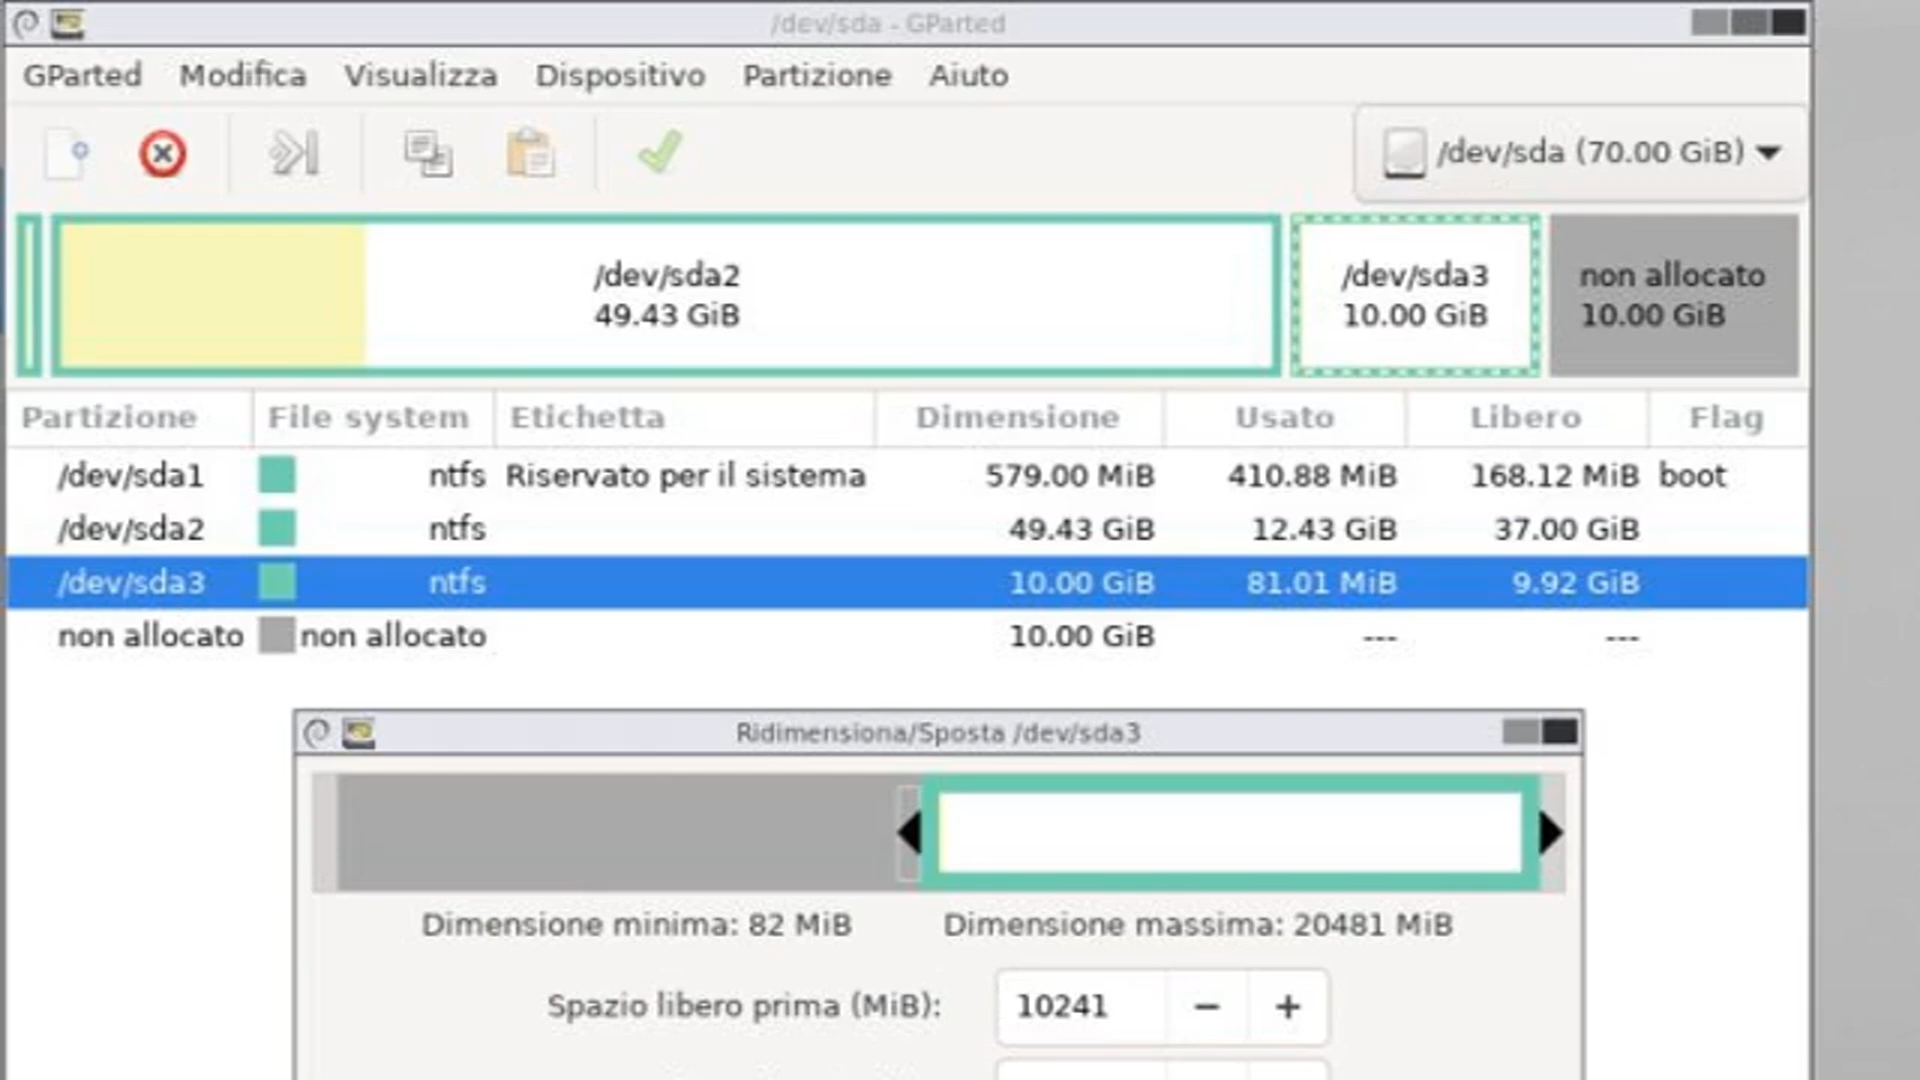 /dev/sda - GParted
GParted Modifica Visualizza Dispositivo Partizione Aiuto
/dev/sda (70.00 GiB)
/dev/sda2
49.43 GiB
/dev/sda3
10.00 GiB
non allocato
10.00 GiB
Partizione File system Etichetta Dimensione Usato Libero Flag
/dev/sda1 ntfs Riservato per il sistema 579.00 MiB 410.88 MiB 168.12 MiB boot
/dev/sda2 ntfs 49.43 GiB 12.43 GiB 37.00 GiB
/dev/sda3 ntfs 10.00 GiB 81.01 MiB 9.92 GiB
non allocato non allocato 10.00 GiB --- ---
Ridimensiona/Sposta /dev/sda3
Dimensione minima: 82 MiB Dimensione massima: 20481 MiB
Spazio libero prima (MiB): 10241 − +